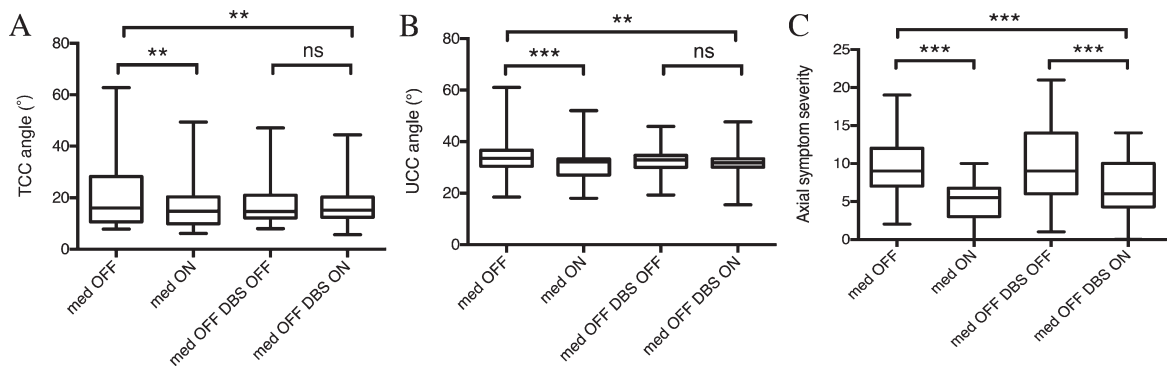 A
**
**
ns
TCC angle (°)
80
60
40
20
0
med OFF
med ON
med OFF DBS OFF
med OFF DBS ON
B
**
***
ns
UCC angle (°)
80
60
40
20
0
med OFF
med ON
med OFF DBS OFF
med OFF DBS ON
C
***
***
***
Axial symptom severity
25
20
15
10
5
0
med OFF
med ON
med OFF DBS OFF
med OFF DBS ON